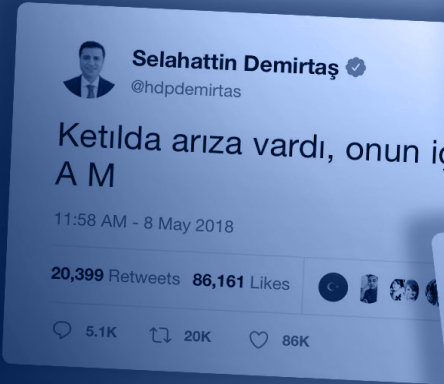 Selahattin Demirtaş
@hdpdemirtas
Ketılda arıza vardı, onun
A M
11:58 AM - 8 May 2018
20,399 Retweets 86,161 Likes
5.1K 20K 86K